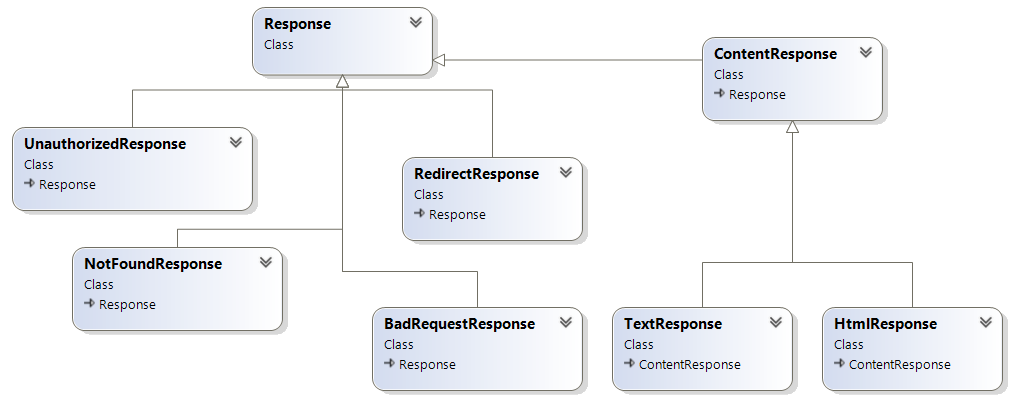 Response
Class
ContentResponse
Class
Response
UnauthorizedResponse
Class
Response
RedirectResponse
Class
Response
NotFoundResponse
Class
Response
BadRequestResponse
Class
Response
TextResponse
Class
ContentResponse
HtmlResponse
Class
ContentResponse